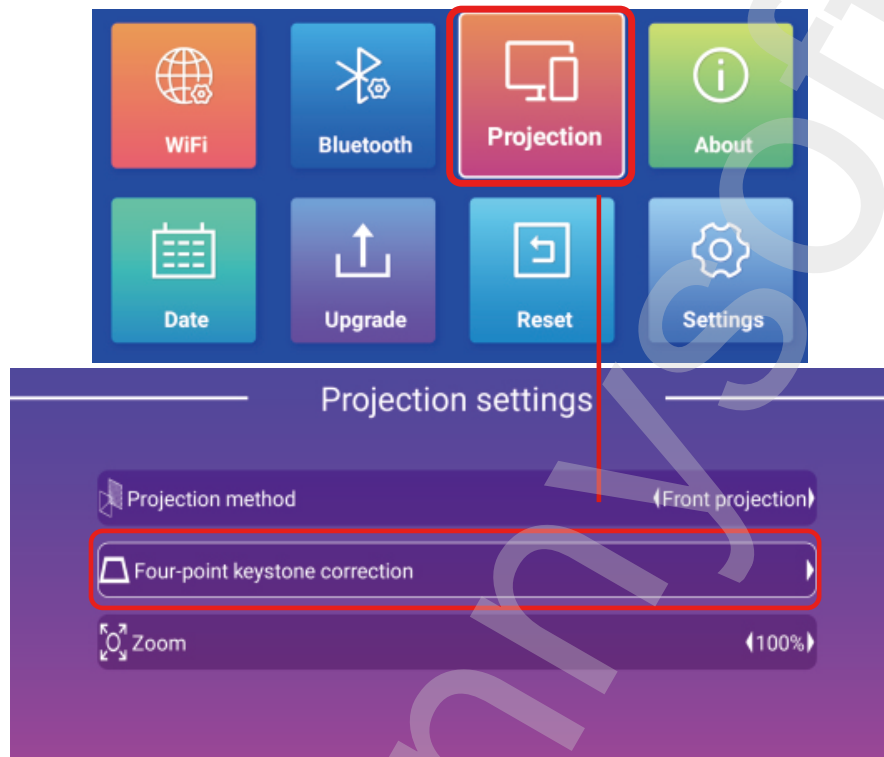 WiFi
Bluetooth
Projection
About
Date
Upgrade
Reset
Settings
Projection settings
Projection method
Front projection
Four-point keystone correction
Zoom
100%